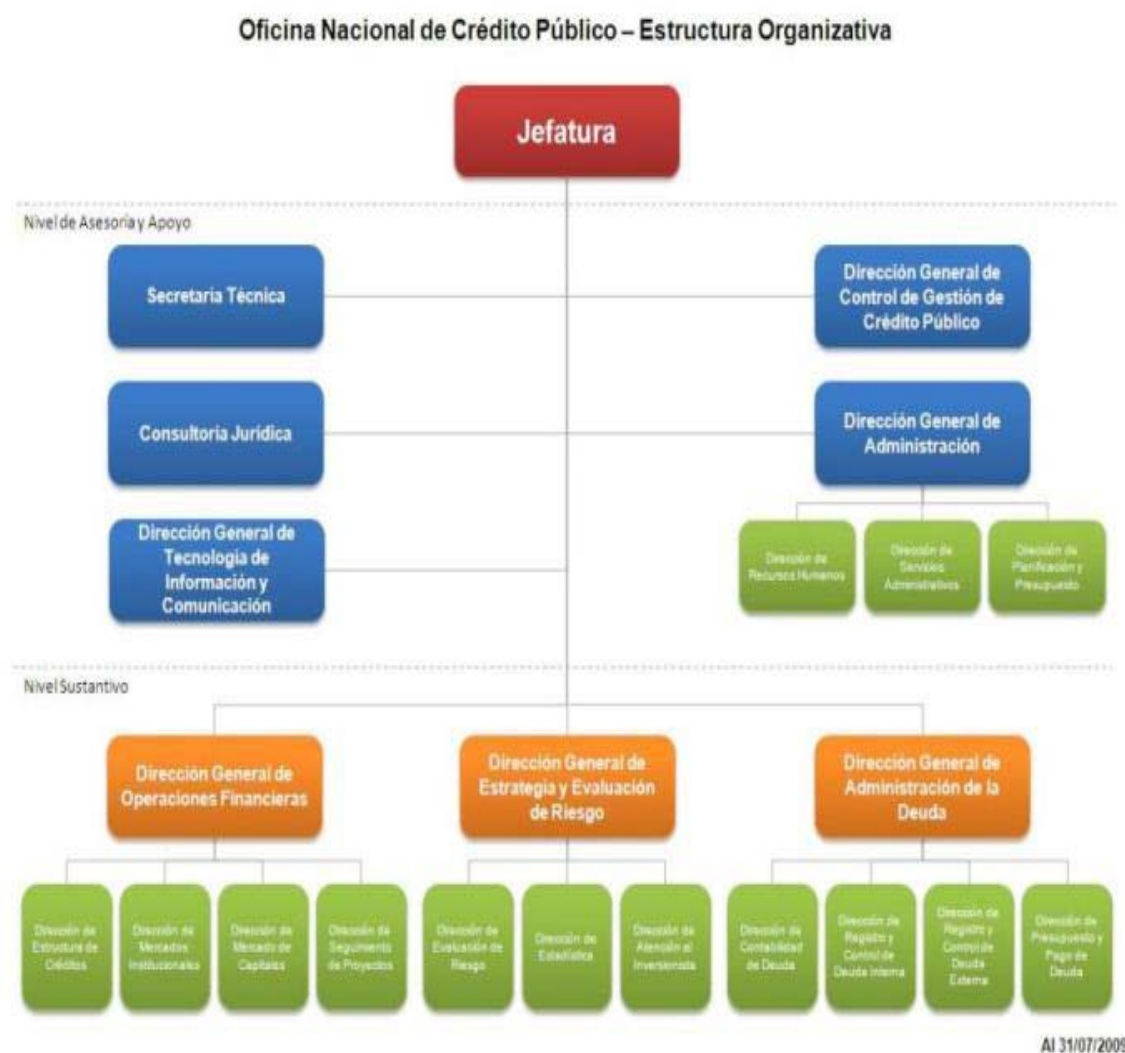 Oficina Nacional de Crédito Público – Estructura Organizativa
Jefatura
Nivel de Asesoría y Apoyo
Secretaria Técnica
Dirección General de
Control de Gestión de
Crédito Público
Consultoría Jurídica
Dirección General de
Administración
Dirección General de
Tecnología de
Información y
Comunicación
Dirección de
Recursos Humanos
Dirección de
Servicios
Administrativos
Dirección de
Planificación y
Presupuesto
Nivel Sustantivo
Dirección General de
Operaciones Financieras
Dirección General de
Estrategia y Evaluación
de Riesgo
Dirección General de
Administración de la
Deuda
Dirección de
Estructura de
Créditos
Dirección de
Mercados
Institucionales
Dirección de
Mercado de
Capitales
Dirección de
Seguimiento
de Proyectos
Dirección de
Evaluación de
Riesgo
Dirección de
Estadística
Dirección de
Atención al
Inversionista
Dirección de
Contabilidad
de Deuda
Dirección de
Registro y
Control de
Deuda Interna
Dirección de
Registro y
Control de
Deuda
Externa
Dirección de
Presupuesto y
Pago de
Deuda
Al 31/07/2009